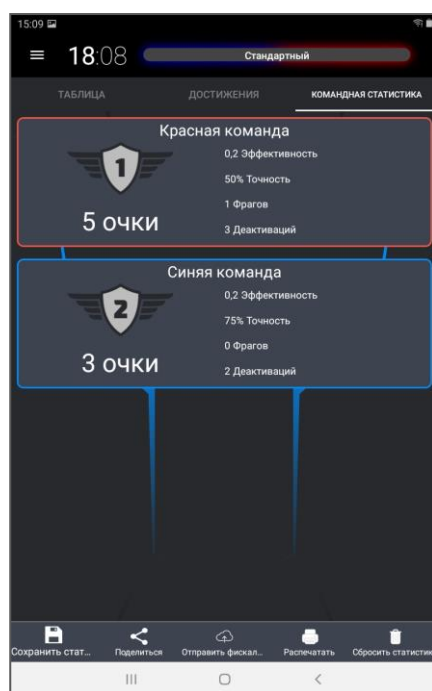 15:09
18:08
Стандартный
ТАБЛИЦА ДОСТИЖЕНИЯ КОМАНДНАЯ СТАТИСТИКА
Красная команда
1
5 очки
0,2 Эффективность
50% Точность
1 Фрагов
3 Деактиваций
Синяя команда
2
3 очки
0,2 Эффективность
75% Точность
0 Фрагов
2 Деактиваций
Сохранить стат... Поделиться Отправить фискал... Распечатать Сбросить статистик